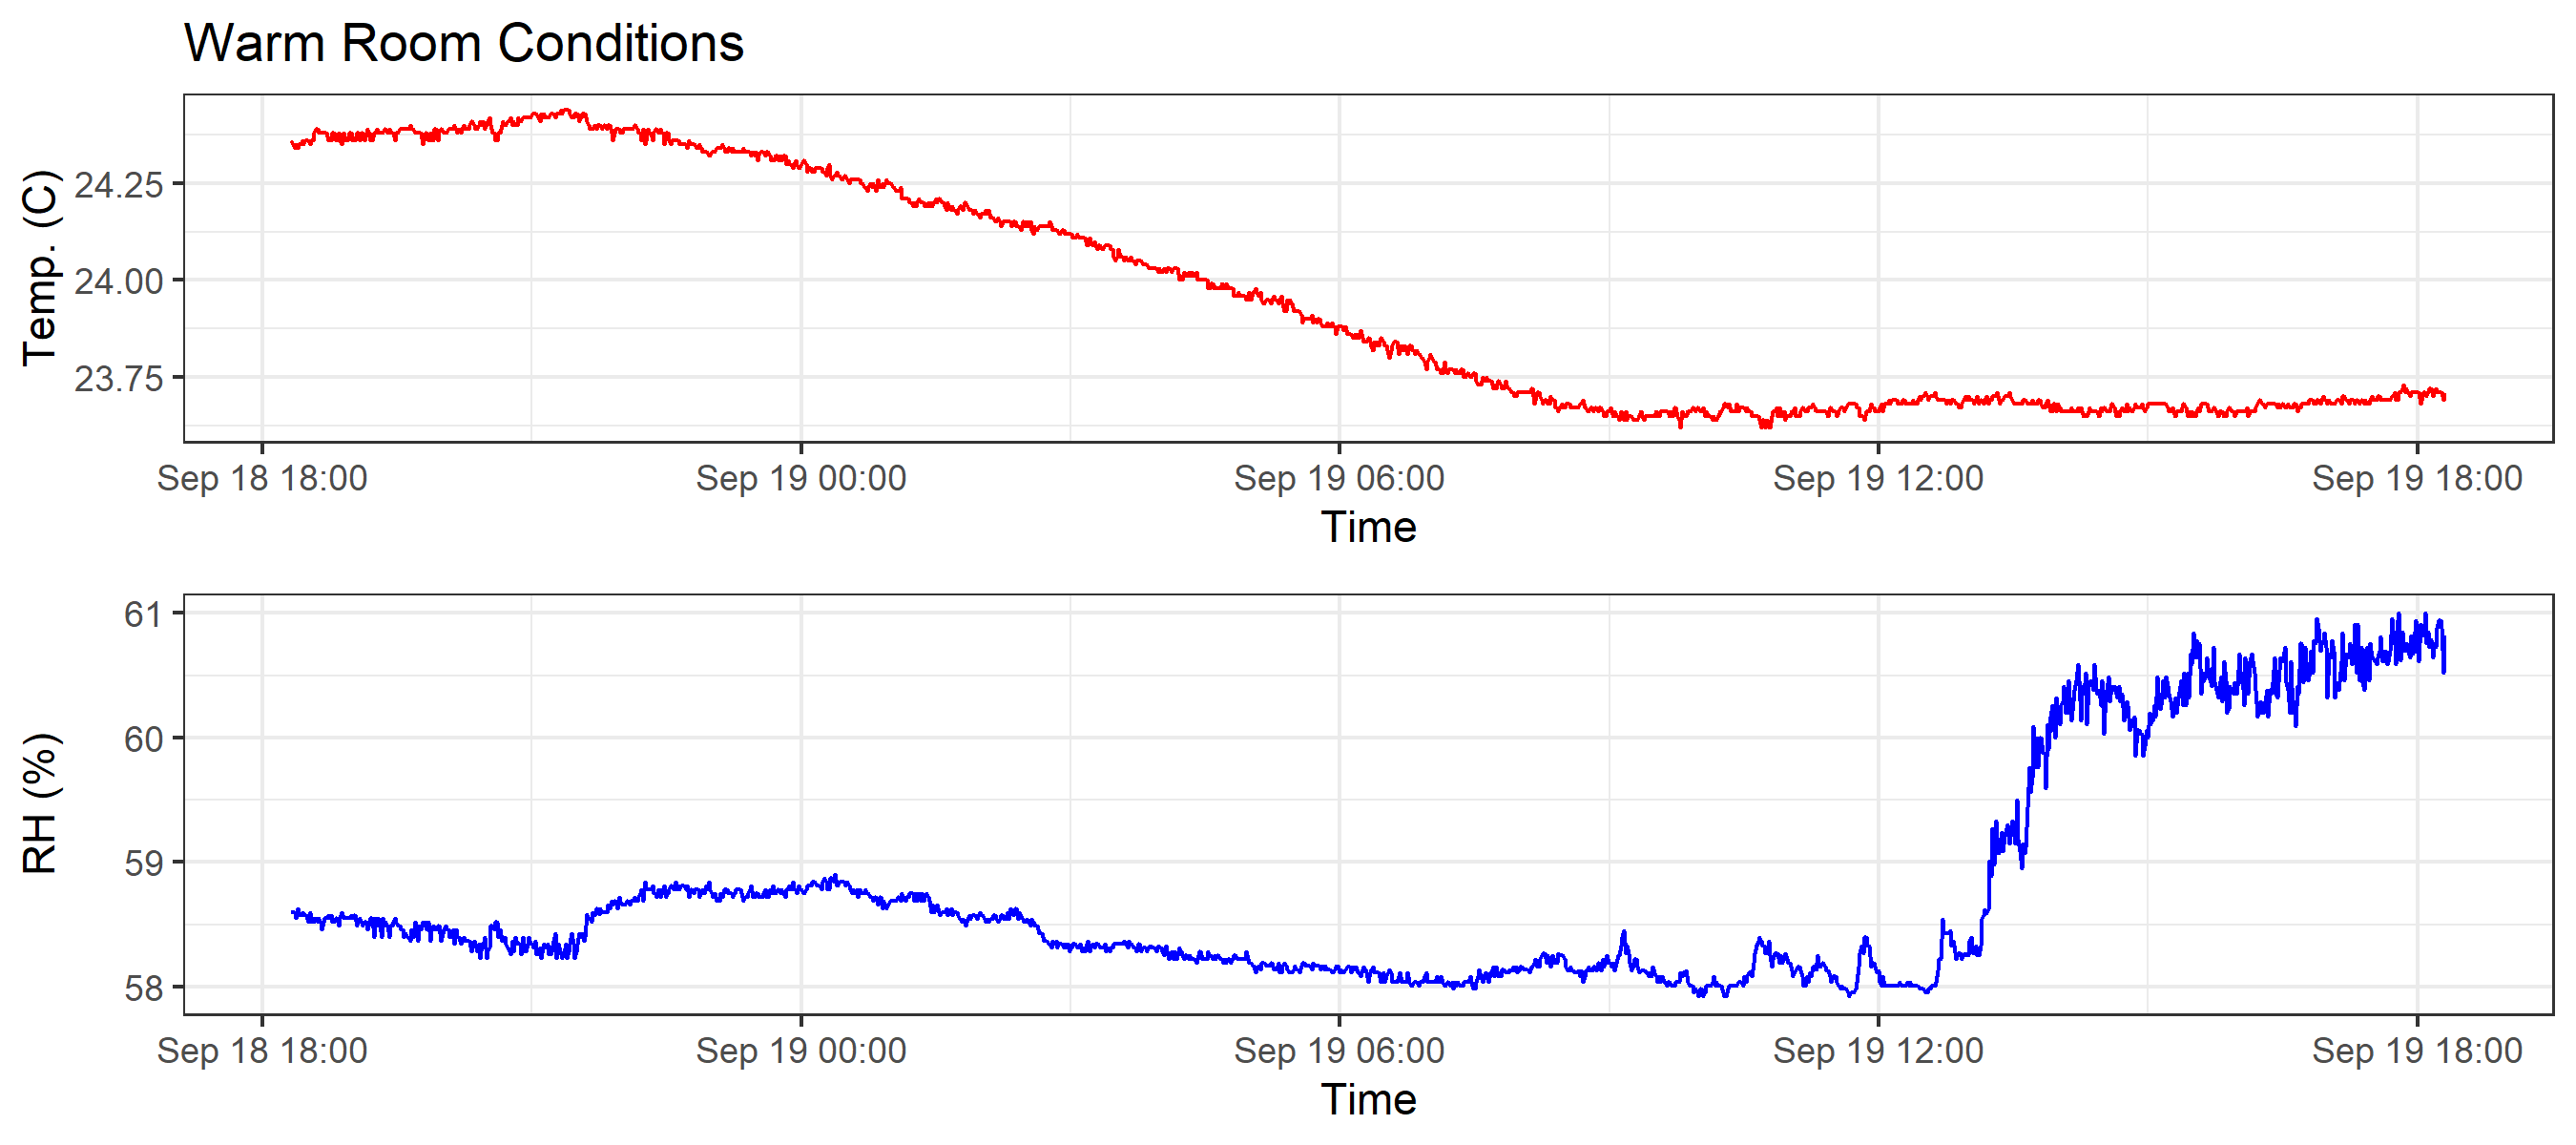 Warm Room Conditions
Temp. (C)
24.25
24.00
23.75
Sep 18 18:00 Sep 19 00:00 Sep 19 06:00 Sep 19 12:00 Sep 19 18:00
Time
RH (%)
61
60
59
58
Sep 18 18:00 Sep 19 00:00 Sep 19 06:00 Sep 19 12:00 Sep 19 18:00
Time